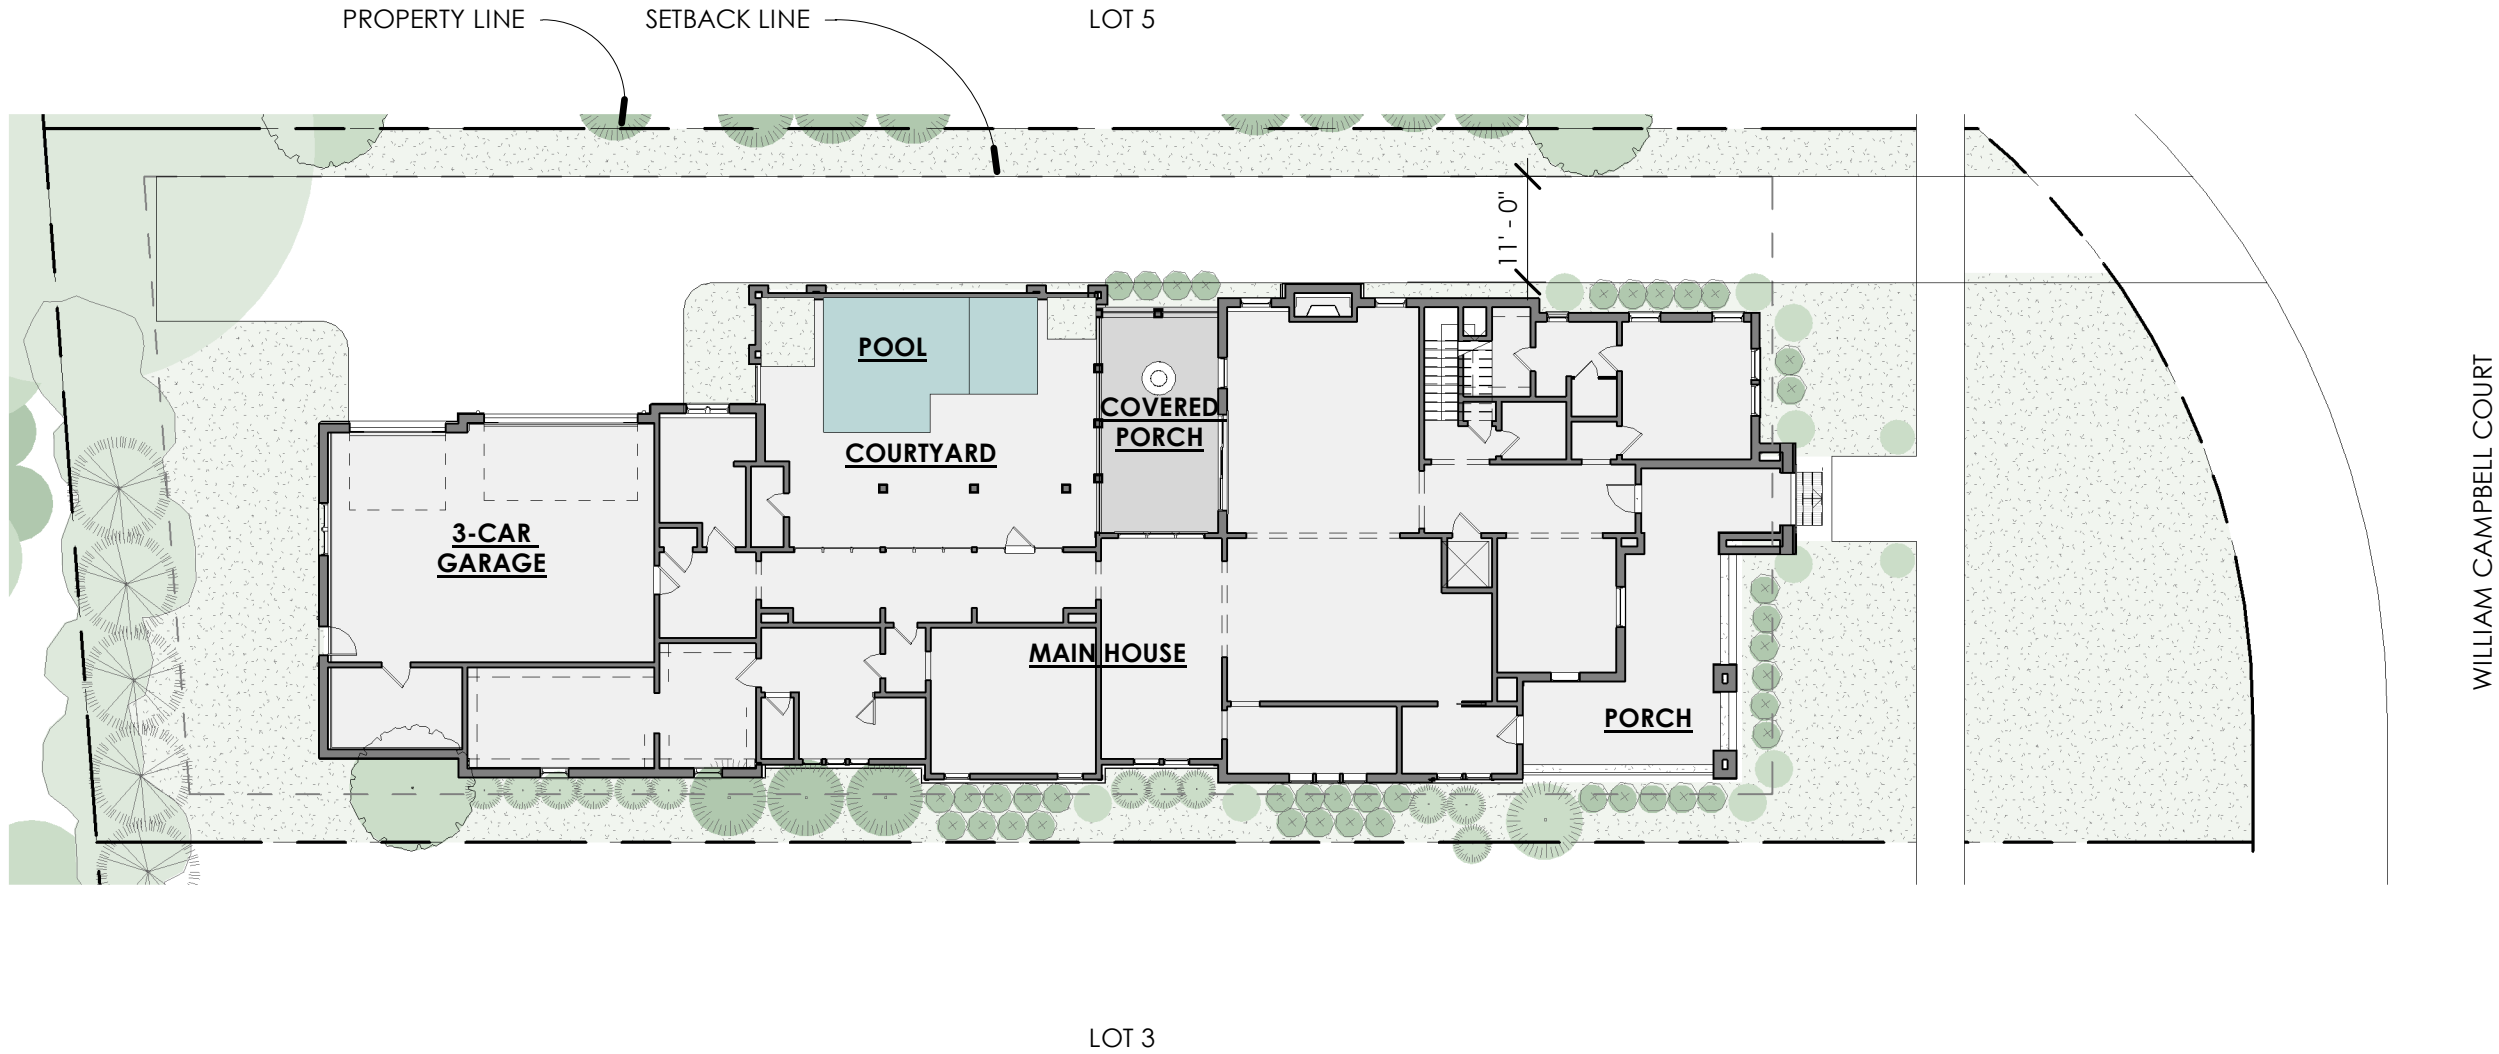 PROPERTY LINE
SETBACK LINE
LOT 5
11' - 0"
POOL
COVERED
PORCH
COURTYARD
3-CAR
GARAGE
MAIN HOUSE
PORCH
WILLIAM CAMPBELL COURT
LOT 3